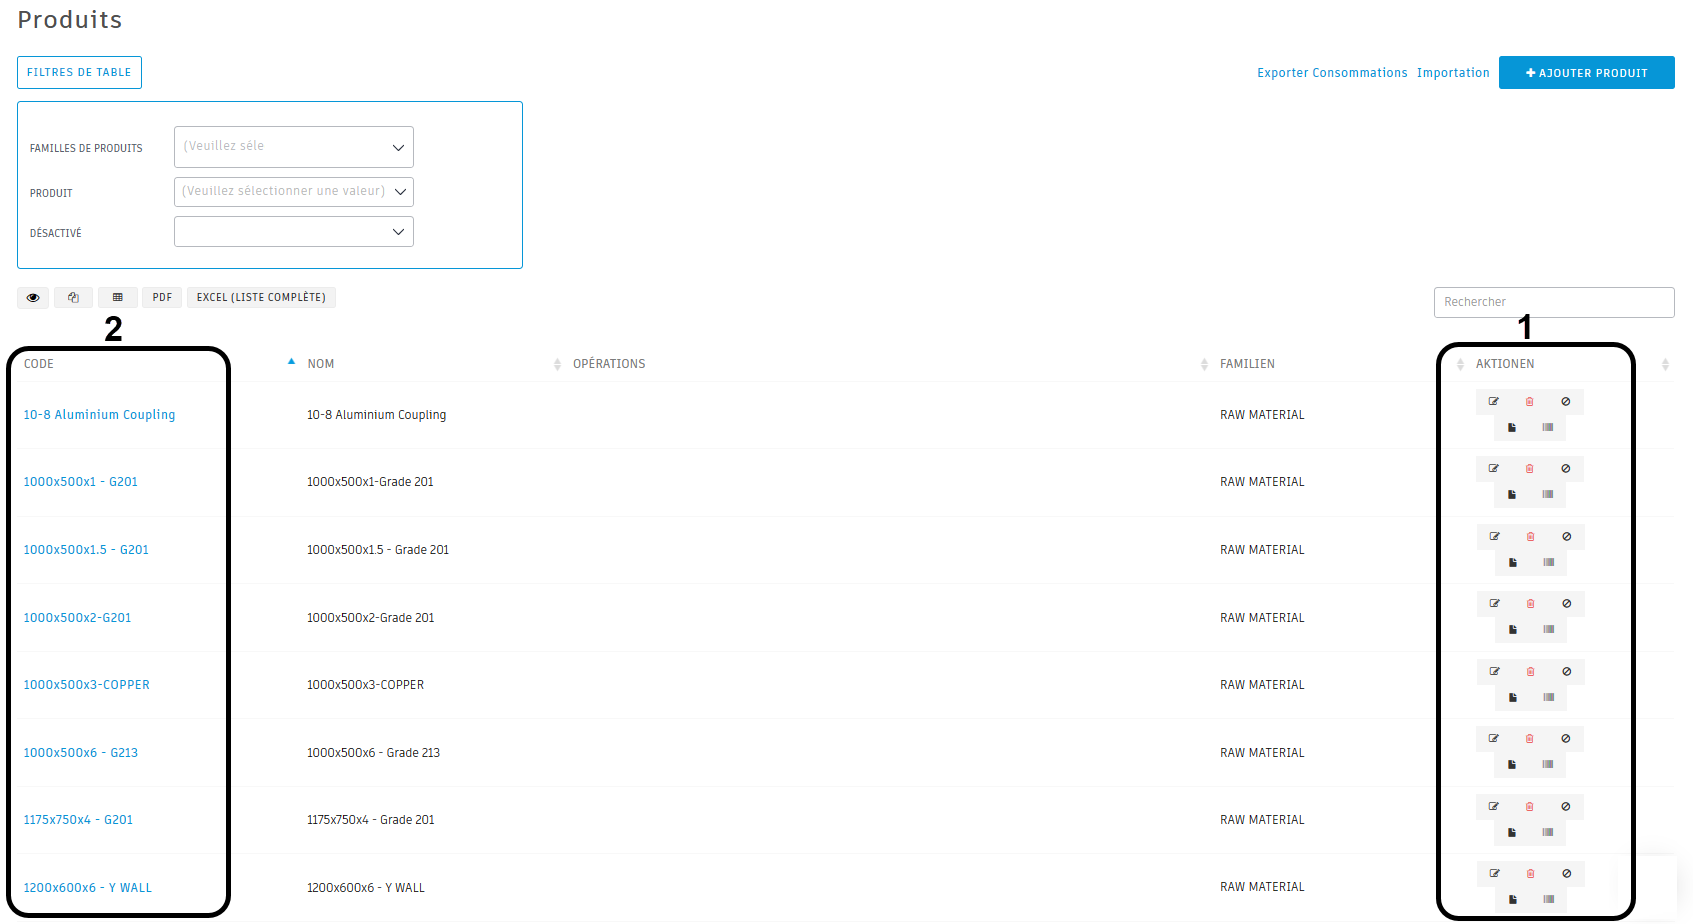 Produits
FILTRES DE TABLE
Exporter Consommations Importation AJOUTER PRODUIT
FAMILLES DE PRODUITS (Veuillez séle
PRODUIT (Veuillez sélectionner une valeur)
DÉSACTIVÉ
PDF EXCEL (LISTE COMPLÈTE)
Rechercher
2
1
CODE NOM OPÉRATIONS FAMILIEN AKTIONEN
10-8 Aluminium Coupling 10-8 Aluminium Coupling RAW MATERIAL
1000x500x1 - G201 1000x500x1-Grade 201 RAW MATERIAL
1000x500x1.5 - G201 1000x500x1.5 - Grade 201 RAW MATERIAL
1000x500x2-G201 1000x500x2-Grade 201 RAW MATERIAL
1000x500x3-COPPER 1000x500x3-COPPER RAW MATERIAL
1000x500x6 - G213 1000x500x6 - Grade 213 RAW MATERIAL
1175x750x4 - G201 1175x750x4 - Grade 201 RAW MATERIAL
1200x600x6 - Y WALL 1200x600x6 - Y WALL RAW MATERIAL